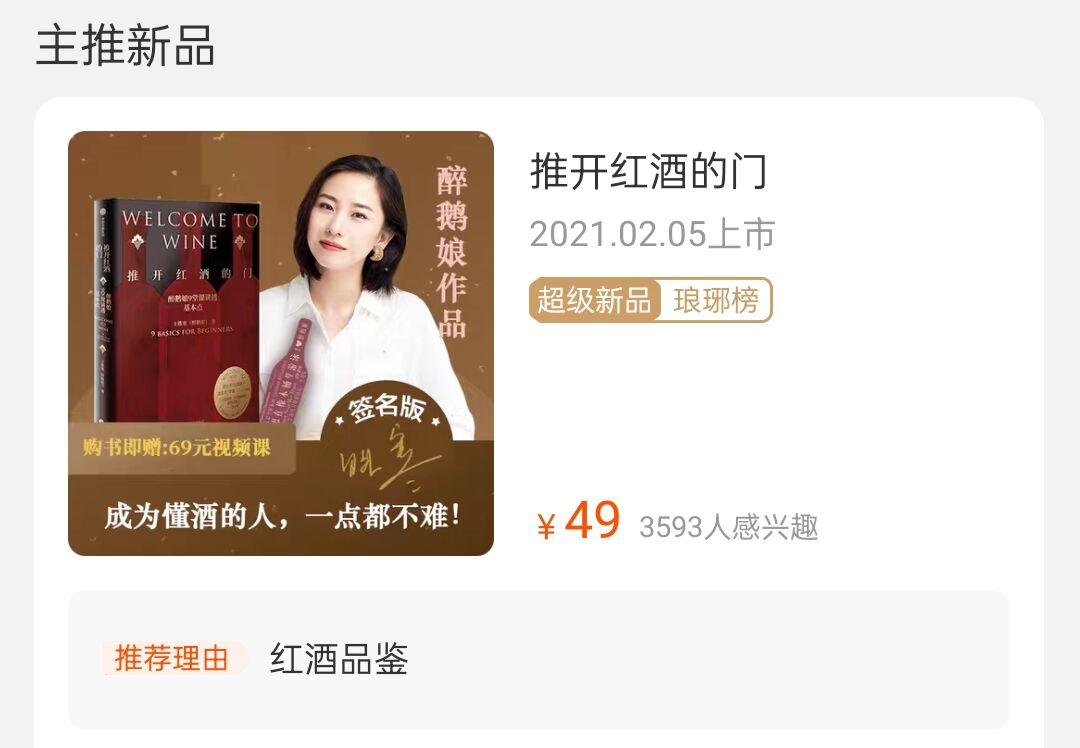 主推新品
醉鹅娘作品
WELCOME TO
WINE
推开红酒的门
醉鹅娘9堂课讲透
基本点
9 BASICS FOR BEGINNERS
签名版
购书即赠:69元视频课
成为懂酒的人，一点都不难！
推开红酒的门
2021.02.05上市
超级新品 琅琊榜
¥ 49 3593人感兴趣
推荐理由 红酒品鉴